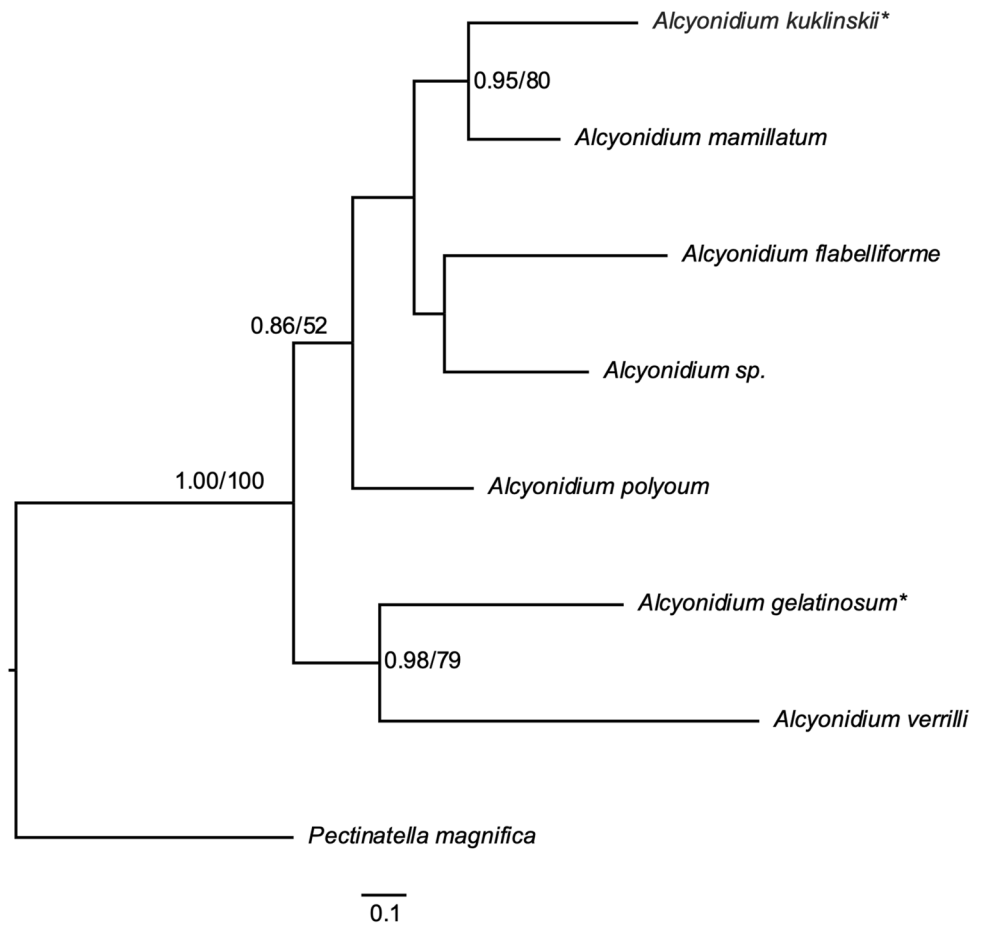 Alcyonidium kuklinskii*
0.95/80
Alcyonidium mamillatum
Alcyonidium flabelliforme
0.86/52
Alcyonidium sp.
1.00/100
Alcyonidium polyoum
Alcyonidium gelatinosum*
0.98/79
Alcyonidium verrilli
Pectinatella magnifica
0.1